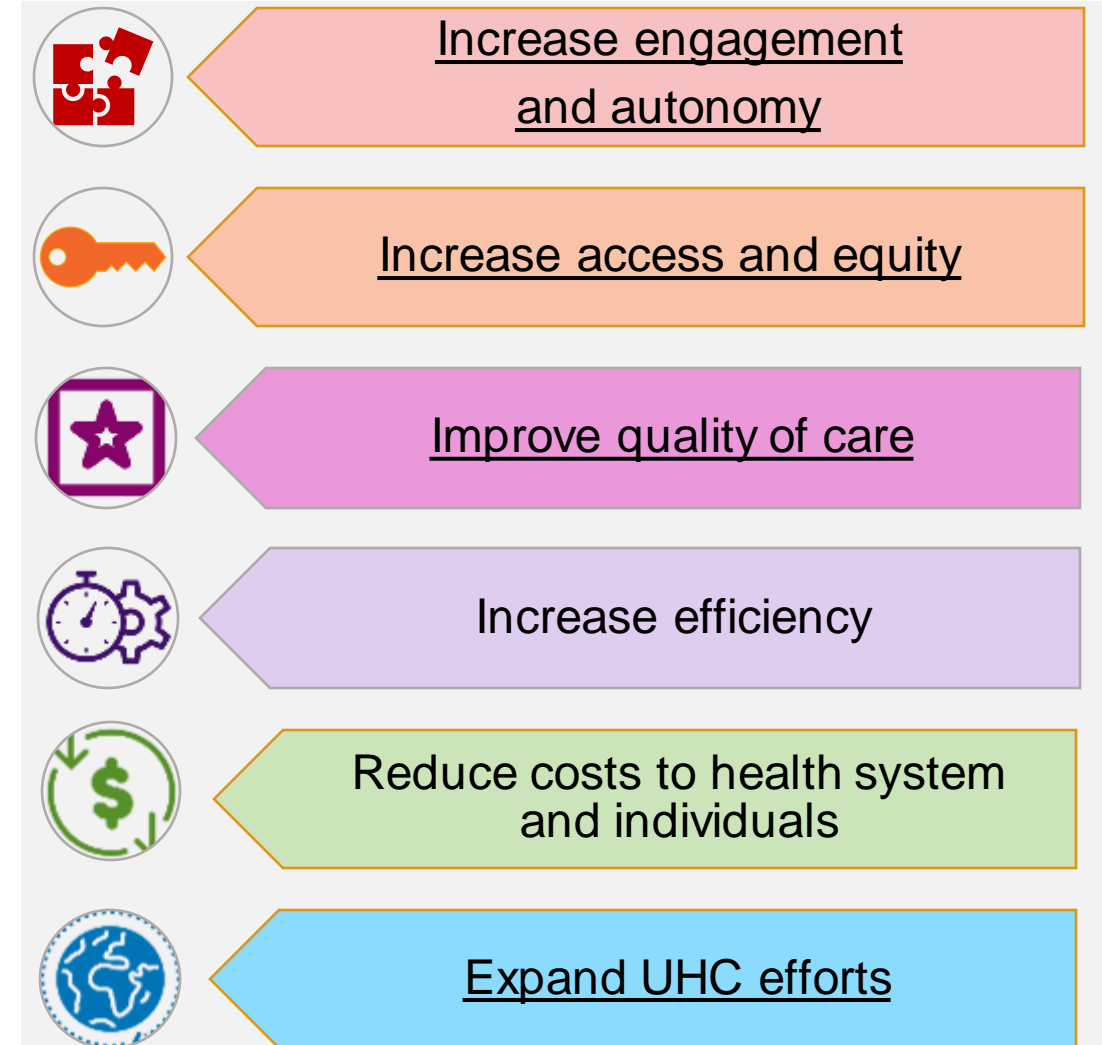 Increase engagement
and autonomy
Increase access and equity
Improve quality of care
Increase efficiency
Reduce costs to health system
and individuals
Expand UHC efforts